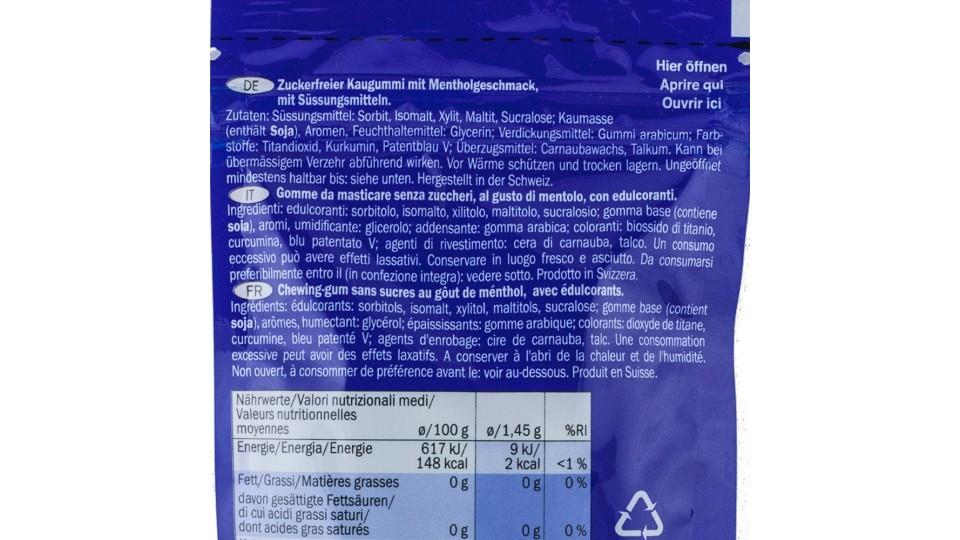 Hier öffnen
Aprire qui
Ouvrir ici
DE Zuckerfreier Kaugummi mit Mentholgeschmack,
mit Süssungsmitteln.
Zutaten: Süssungsmittel: Sorbit, Isomalt, Xylit, Maltit, Sucralose; Kaumasse
(enthält Soja), Aromen, Feuchthaltemittel: Glycerin; Verdickungsmittel: Gummi arabicum; Farb-
stoffe: Titandioxid, Kurkumin, Patentblau V; Überzugsmittel: Carnaubawachs, Talkum. Kann bei
übermässigem Verzehr abführend wirken. Vor Wärme schützen und trocken lagern. Ungeöffnet
mindestens haltbar bis: siehe unten. Hergestellt in der Schweiz.
IT Gomme da masticare senza zuccheri, al gusto di mentolo, con edulcoranti.
Ingredienti: edulcoranti: sorbitolo, isomalto, xilitolo, maltitolo, sucralosio; gomma base (contiene
soia), aromi, umidificante: glicerolo; addensante: gomma arabica; coloranti: biossido di titanio,
curcumina, blu patentato V; agenti di rivestimento: cera di carnauba, talco. Un consumo
eccessivo può avere effetti lassativi. Conservare in luogo fresco e asciutto. Da consumarsi
preferibilmente entro il (in confezione integra): vedere sotto. Prodotto in Svizzera.
FR Chewing-gum sans sucres au goût de menthol, avec édulcorants.
Ingrédients: édulcorants: sorbitols, isomalt, xylitol, maltitols, sucralose; gomme base (contient
soja), arômes, humectant: glycérol; épaississants: gomme arabique; colorants: dioxyde de titane,
curcumine, bleu patenté V; agents d'enrobage: cire de carnauba, talc. Une consommation
excessive peut avoir des effets laxatifs. A conserver à l'abri de la chaleur et de l'humidité.
Non ouvert, à consommer de préférence avant le: voir au-dessous. Produit en Suisse.
Nährwerte/Valori nutrizionali medi/
Valeurs nutritionnelles
moyennes ø/100 g ø/1,45 g %RI
Energie/Energia/Energie 617 kJ/ 9 kJ/
148 kcal 2 kcal <1 %
Fett/Grassi/Matières grasses 0 g 0 g 0 %
davon gesättigte Fettsäuren/
di cui acidi grassi saturi/
dont acides gras saturés 0 g 0 g 0 %